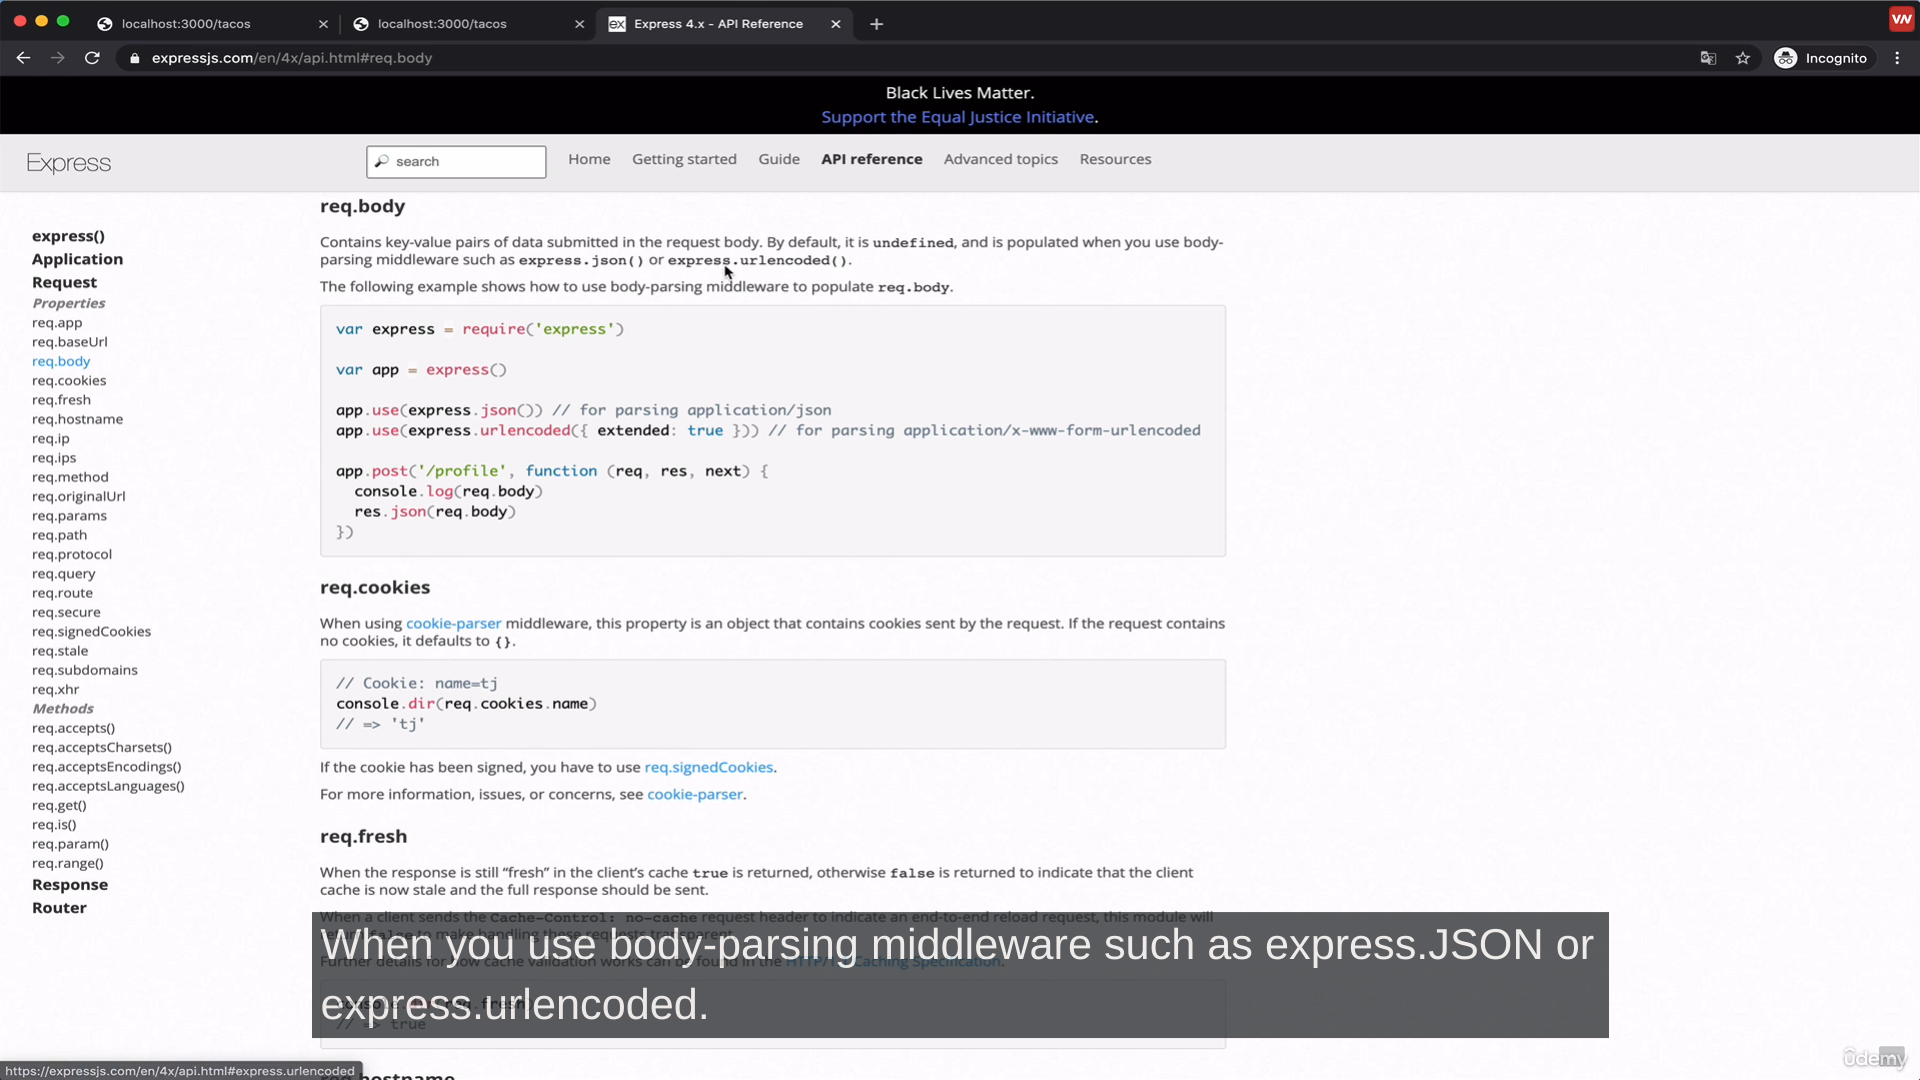 localhost:3000/tacos
localhost:3000/tacos
ex Express 4.x - API Reference
expressjs.com/en/4x/api.html#req.body
Incognito
Black Lives Matter.
Support the Equal Justice Initiative.
Express
search
Home Getting started Guide API reference Advanced topics Resources
express()
Application
Request
Properties
req.app
req.baseUrl
req.body
req.cookies
req.fresh
req.hostname
req.ip
req.ips
req.method
req.originalUrl
req.params
req.path
req.protocol
req.query
req.route
req.secure
req.signedCookies
req.stale
req.subdomains
req.xhr
Methods
req.accepts()
req.acceptsCharsets()
req.acceptsEncodings()
req.acceptsLanguages()
req.get()
req.is()
req.param()
req.range()
Response
Router
req.body
Contains key-value pairs of data submitted in the request body. By default, it is undefined, and is populated when you use body-
parsing middleware such as express.json() or express.urlencoded().
The following example shows how to use body-parsing middleware to populate req.body.
var express = require('express')
var app = express()
app.use(express.json()) // for parsing application/json
app.use(express.urlencoded({ extended: true })) // for parsing application/x-www-form-urlencoded
app.post('/profile', function (req, res, next) {
console.log(req.body)
res.json(req.body)
})
req.cookies
When using cookie-parser middleware, this property is an object that contains cookies sent by the request. If the request contains
no cookies, it defaults to {}.
// Cookie: name=tj
console.dir(req.cookies.name)
// => 'tj'
If the cookie has been signed, you have to use req.signedCookies.
For more information, issues, or concerns, see cookie-parser.
req.fresh
When the response is still “fresh” in the client’s cache true is returned, otherwise false is returned to indicate that the client
cache is now stale and the full response should be sent.
When a client sends the Cache-Control: no-cache request header to indicate an end-to-end reload request, this module will
When you use body-parsing middleware such as express.JSON or
express.urlencoded.
// => true
req.hostname
https://expressjs.com/en/4x/api.html#express.urlencoded
ûdemy